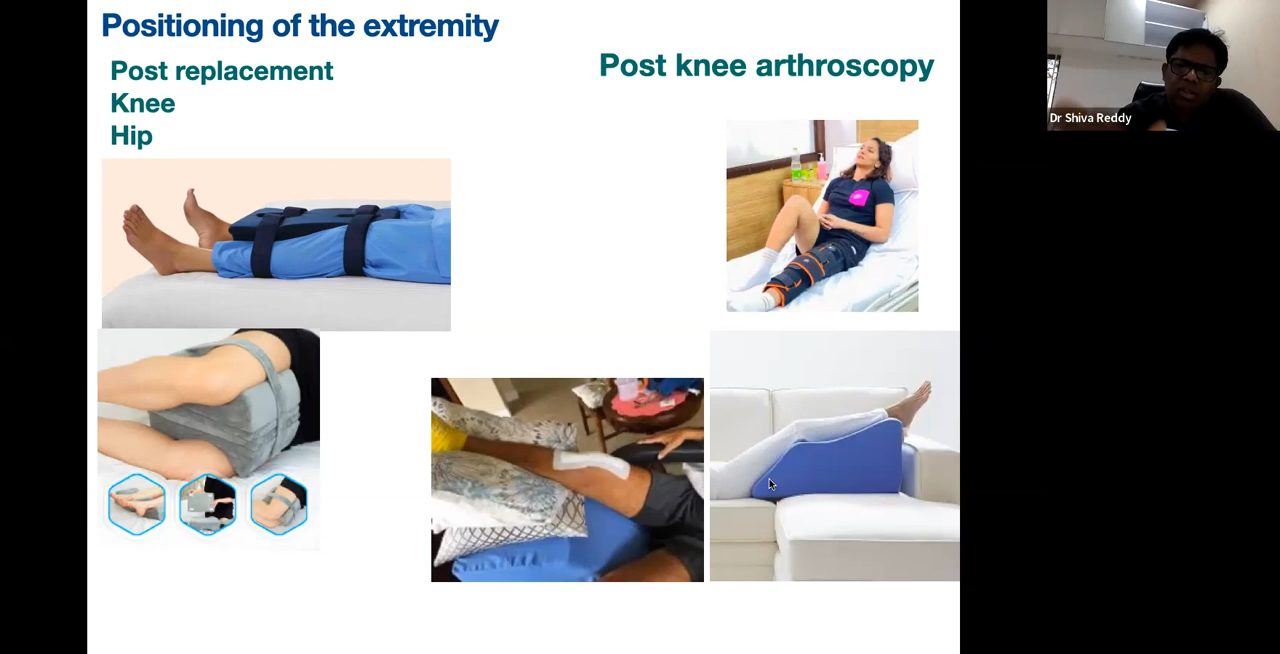 Positioning of the extremity
Post replacement
Knee
Hip
Post knee arthroscopy
Dr Shiva Reddy